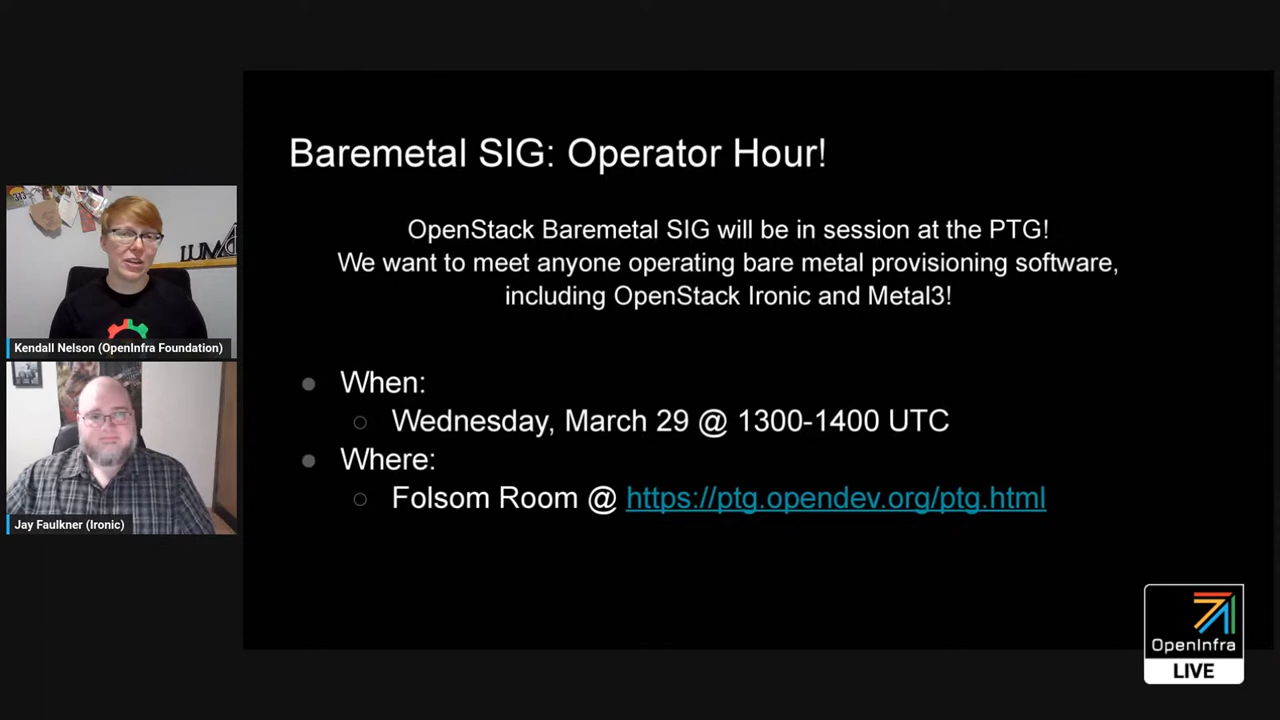 Baremetal SIG: Operator Hour!
OpenStack Baremetal SIG will be in session at the PTG!
We want to meet anyone operating bare metal provisioning software,
including OpenStack Ironic and Metal3!
When:
Wednesday, March 29 @ 1300-1400 UTC
Where:
Folsom Room @ https://ptg.opendev.org/ptg.html
Kendall Nelson (OpenInfra Foundation)
Jay Faulkner (Ironic)
OpenInfra
LIVE